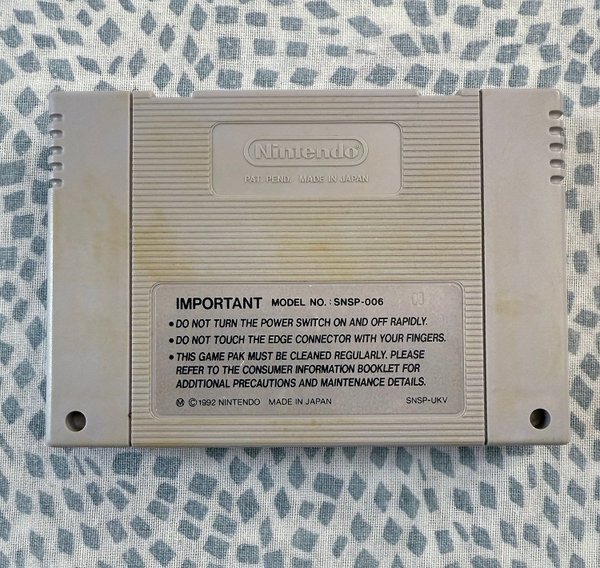 Nintendo®
PAT. PEND. MADE IN JAPAN
IMPORTANT MODEL NO.: SNSP-006
• DO NOT TURN THE POWER SWITCH ON AND OFF RAPIDLY.
• DO NOT TOUCH THE EDGE CONNECTOR WITH YOUR FINGERS.
• THIS GAME PAK MUST BE CLEANED REGULARLY. PLEASE
REFER TO THE CONSUMER INFORMATION BOOKLET FOR
ADDITIONAL PRECAUTIONS AND MAINTENANCE DETAILS.
Ⓜ ©1992 NINTENDO MADE IN JAPAN SNSP-UKV